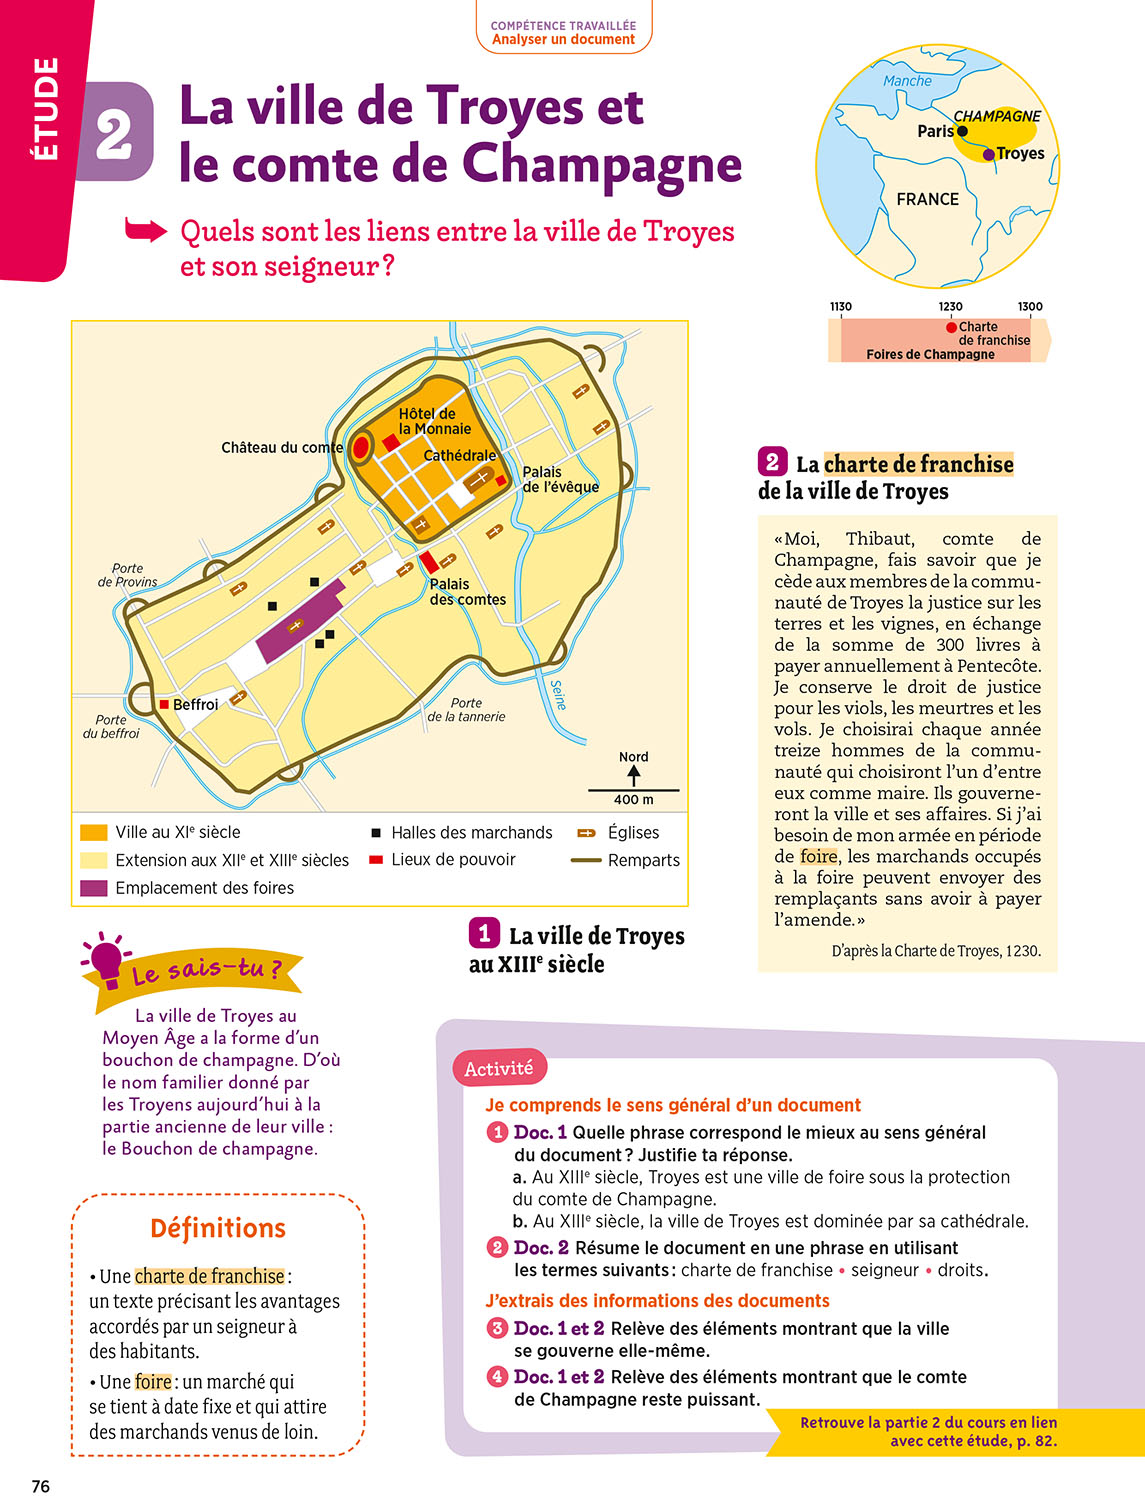 COMPÉTENCE TRAVAILLÉE
Analyser un document
ÉTUDE
2
La ville de Troyes et
le comte de Champagne
Quels sont les liens entre la ville de Troyes
et son seigneur ?
Manche
CHAMPAGNE
Paris
Troyes
FRANCE
1130
1230
1300
Charte
de franchise
Foires de Champagne
Hôtel de
la Monnaie
Château du comte
Cathédrale
Palais
de l'évêque
Porte
de Provins
Palais
des comtes
Beffroi
Porte
du beffroi
Porte
de la tannerie
Seine
Nord
400 m
Ville au XIe siècle
Halles des marchands
Églises
Extension aux XIIe et XIIIe siècles
Lieux de pouvoir
Remparts
Emplacement des foires
1 La ville de Troyes
au XIIIe siècle
2 La charte de franchise
de la ville de Troyes
« Moi, Thibaut, comte de
Champagne, fais savoir que je
cède aux membres de la commu-
nauté de Troyes la justice sur les
terres et les vignes, en échange
de la somme de 300 livres à
payer annuellement à Pentecôte.
Je conserve le droit de justice
pour les viols, les meurtres et les
vols. Je choisirai chaque année
treize hommes de la commu-
nauté qui choisiront l'un d'entre
eux comme maire. Ils gouverne-
ront la ville et ses affaires. Si j'ai
besoin de mon armée en période
de foire, les marchands occupés
à la foire peuvent envoyer des
remplaçants sans avoir à payer
l'amende. »
D'après la Charte de Troyes, 1230.
Le sais-tu ?
La ville de Troyes au
Moyen Âge a la forme d'un
bouchon de champagne. D'où
le nom familier donné par
les Troyens aujourd'hui à la
partie ancienne de leur ville :
le Bouchon de champagne.
Définitions
• Une charte de franchise :
un texte précisant les avantages
accordés par un seigneur à
des habitants.
• Une foire : un marché qui
se tient à date fixe et qui attire
des marchands venus de loin.
Activité
Je comprends le sens général d'un document
1 Doc. 1 Quelle phrase correspond le mieux au sens général
du document ? Justifie ta réponse.
a. Au XIIIe siècle, Troyes est une ville de foire sous la protection
du comte de Champagne.
b. Au XIIIe siècle, la ville de Troyes est dominée par sa cathédrale.
2 Doc. 2 Résume le document en une phrase en utilisant
les termes suivants : charte de franchise • seigneur • droits.
J'extrais des informations des documents
3 Doc. 1 et 2 Relève des éléments montrant que la ville
se gouverne elle-même.
4 Doc. 1 et 2 Relève des éléments montrant que le comte
de Champagne reste puissant.
Retrouve la partie 2 du cours en lien
avec cette étude, p. 82.
76